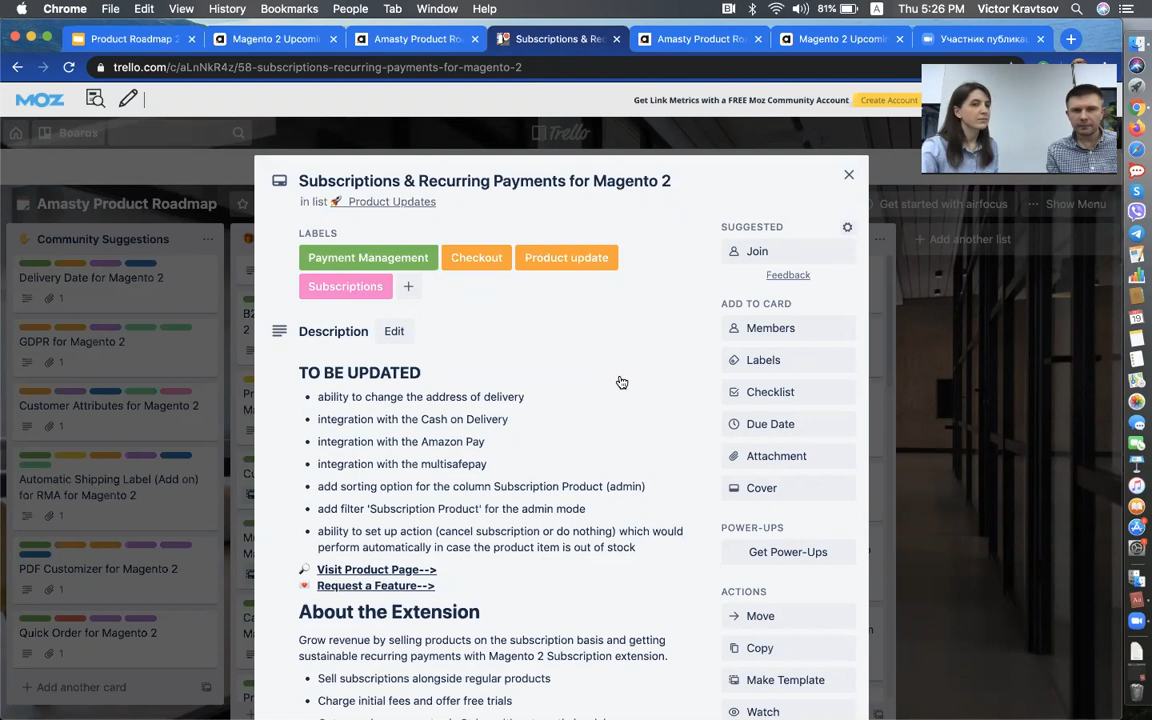 Chrome File Edit View History Bookmarks People Tab Window Help 81% A Thu 5:26 PM Victor Kravtsov
Product Roadmap 2 Magento 2 Upcomin Amasty Product Ro Subscriptions & Re Amasty Product Ro Magento 2 Upcomin Участник публика
trello.com/c/aLnNkR4z/58-subscriptions-recurring-payments-for-magento-2
MOZ Get Link Metrics with a FREE Moz Community Account Create Account
Boards Trello
Amasty Product Roadmap Get started with airfocus Show Menu
Community Suggestions
Delivery Date for Magento 2
1
GDPR for Magento 2
1
Customer Attributes for Magento 2
1
Automatic Shipping Label (Add on)
for RMA for Magento 2
1
PDF Customizer for Magento 2
1
Quick Order for Magento 2
1
+ Add another card
+ Add another list
Subscriptions & Recurring Payments for Magento 2
in list 🚀 Product Updates
LABELS
Payment Management Checkout Product update
Subscriptions +
Description Edit
TO BE UPDATED
• ability to change the address of delivery
• integration with the Cash on Delivery
• integration with the Amazon Pay
• integration with the multisafepay
• add sorting option for the column Subscription Product (admin)
• add filter 'Subscription Product' for the admin mode
• ability to set up action (cancel subscription or do nothing) which would
perform automatically in case the product item is out of stock
Visit Product Page-->
Request a Feature-->
About the Extension
Grow revenue by selling products on the subscription basis and getting
sustainable recurring payments with Magento 2 Subscription extension.
• Sell subscriptions alongside regular products
• Charge initial fees and offer free trials
SUGGESTED
Join
Feedback
ADD TO CARD
Members
Labels
Checklist
Due Date
Attachment
Cover
POWER-UPS
Get Power-Ups
ACTIONS
Move
Copy
Make Template
Watch